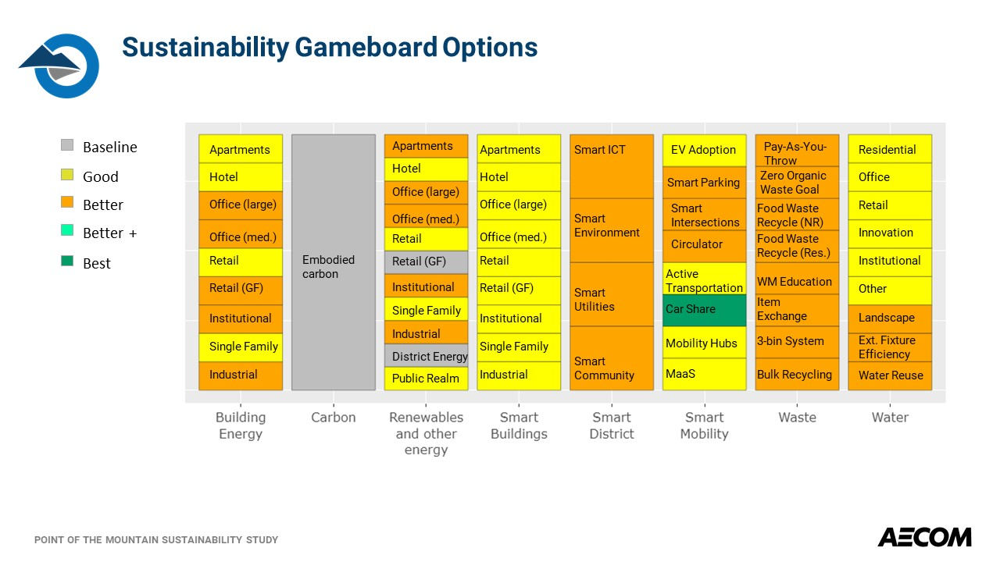 Sustainability Gameboard Options
Baseline
Good
Better
Better +
Best
Apartments
Hotel
Office (large)
Office (med.)
Retail
Retail (GF)
Institutional
Single Family
Industrial
Embodied
carbon
Apartments
Hotel
Office (large)
Office (med.)
Retail
Retail (GF)
Institutional
Single Family
Industrial
District Energy
Public Realm
Apartments
Hotel
Office (large)
Office (med.)
Retail
Retail (GF)
Institutional
Single Family
Industrial
Smart ICT
Smart
Environment
Smart
Utilities
Smart
Community
EV Adoption
Smart Parking
Smart
Intersections
Circulator
Active
Transportation
Car Share
Mobility Hubs
MaaS
Pay-As-You-
Throw
Zero Organic
Waste Goal
Food Waste
Recycle (NR)
Food Waste
Recycle (Res.)
WM Education
Item
Exchange
3-bin System
Bulk Recycling
Residential
Office
Retail
Innovation
Institutional
Other
Landscape
Ext. Fixture
Efficiency
Water Reuse
Building
Energy
Carbon
Renewables
and other
energy
Smart
Buildings
Smart
District
Smart
Mobility
Waste
Water
POINT OF THE MOUNTAIN SUSTAINABILITY STUDY
AECOM